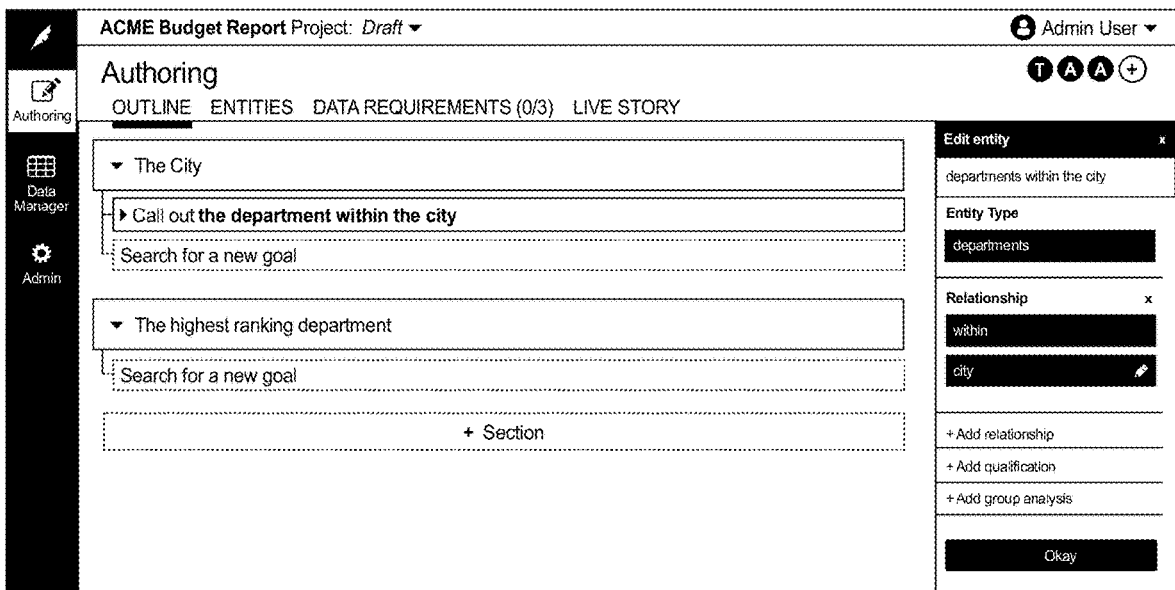 ACME Budget Report Project: Draft
Admin User
Authoring
T A A +
OUTLINE ENTITIES DATA REQUIREMENTS (0/3) LIVE STORY
Authoring
Data
Manager
Admin
The City
Call out the department within the city
Search for a new goal
The highest ranking department
Search for a new goal
+ Section
Edit entity x
departments within the city
Entity Type
departments
Relationship x
within
city
+ Add relationship
+ Add qualification
+ Add group analysis
Okay